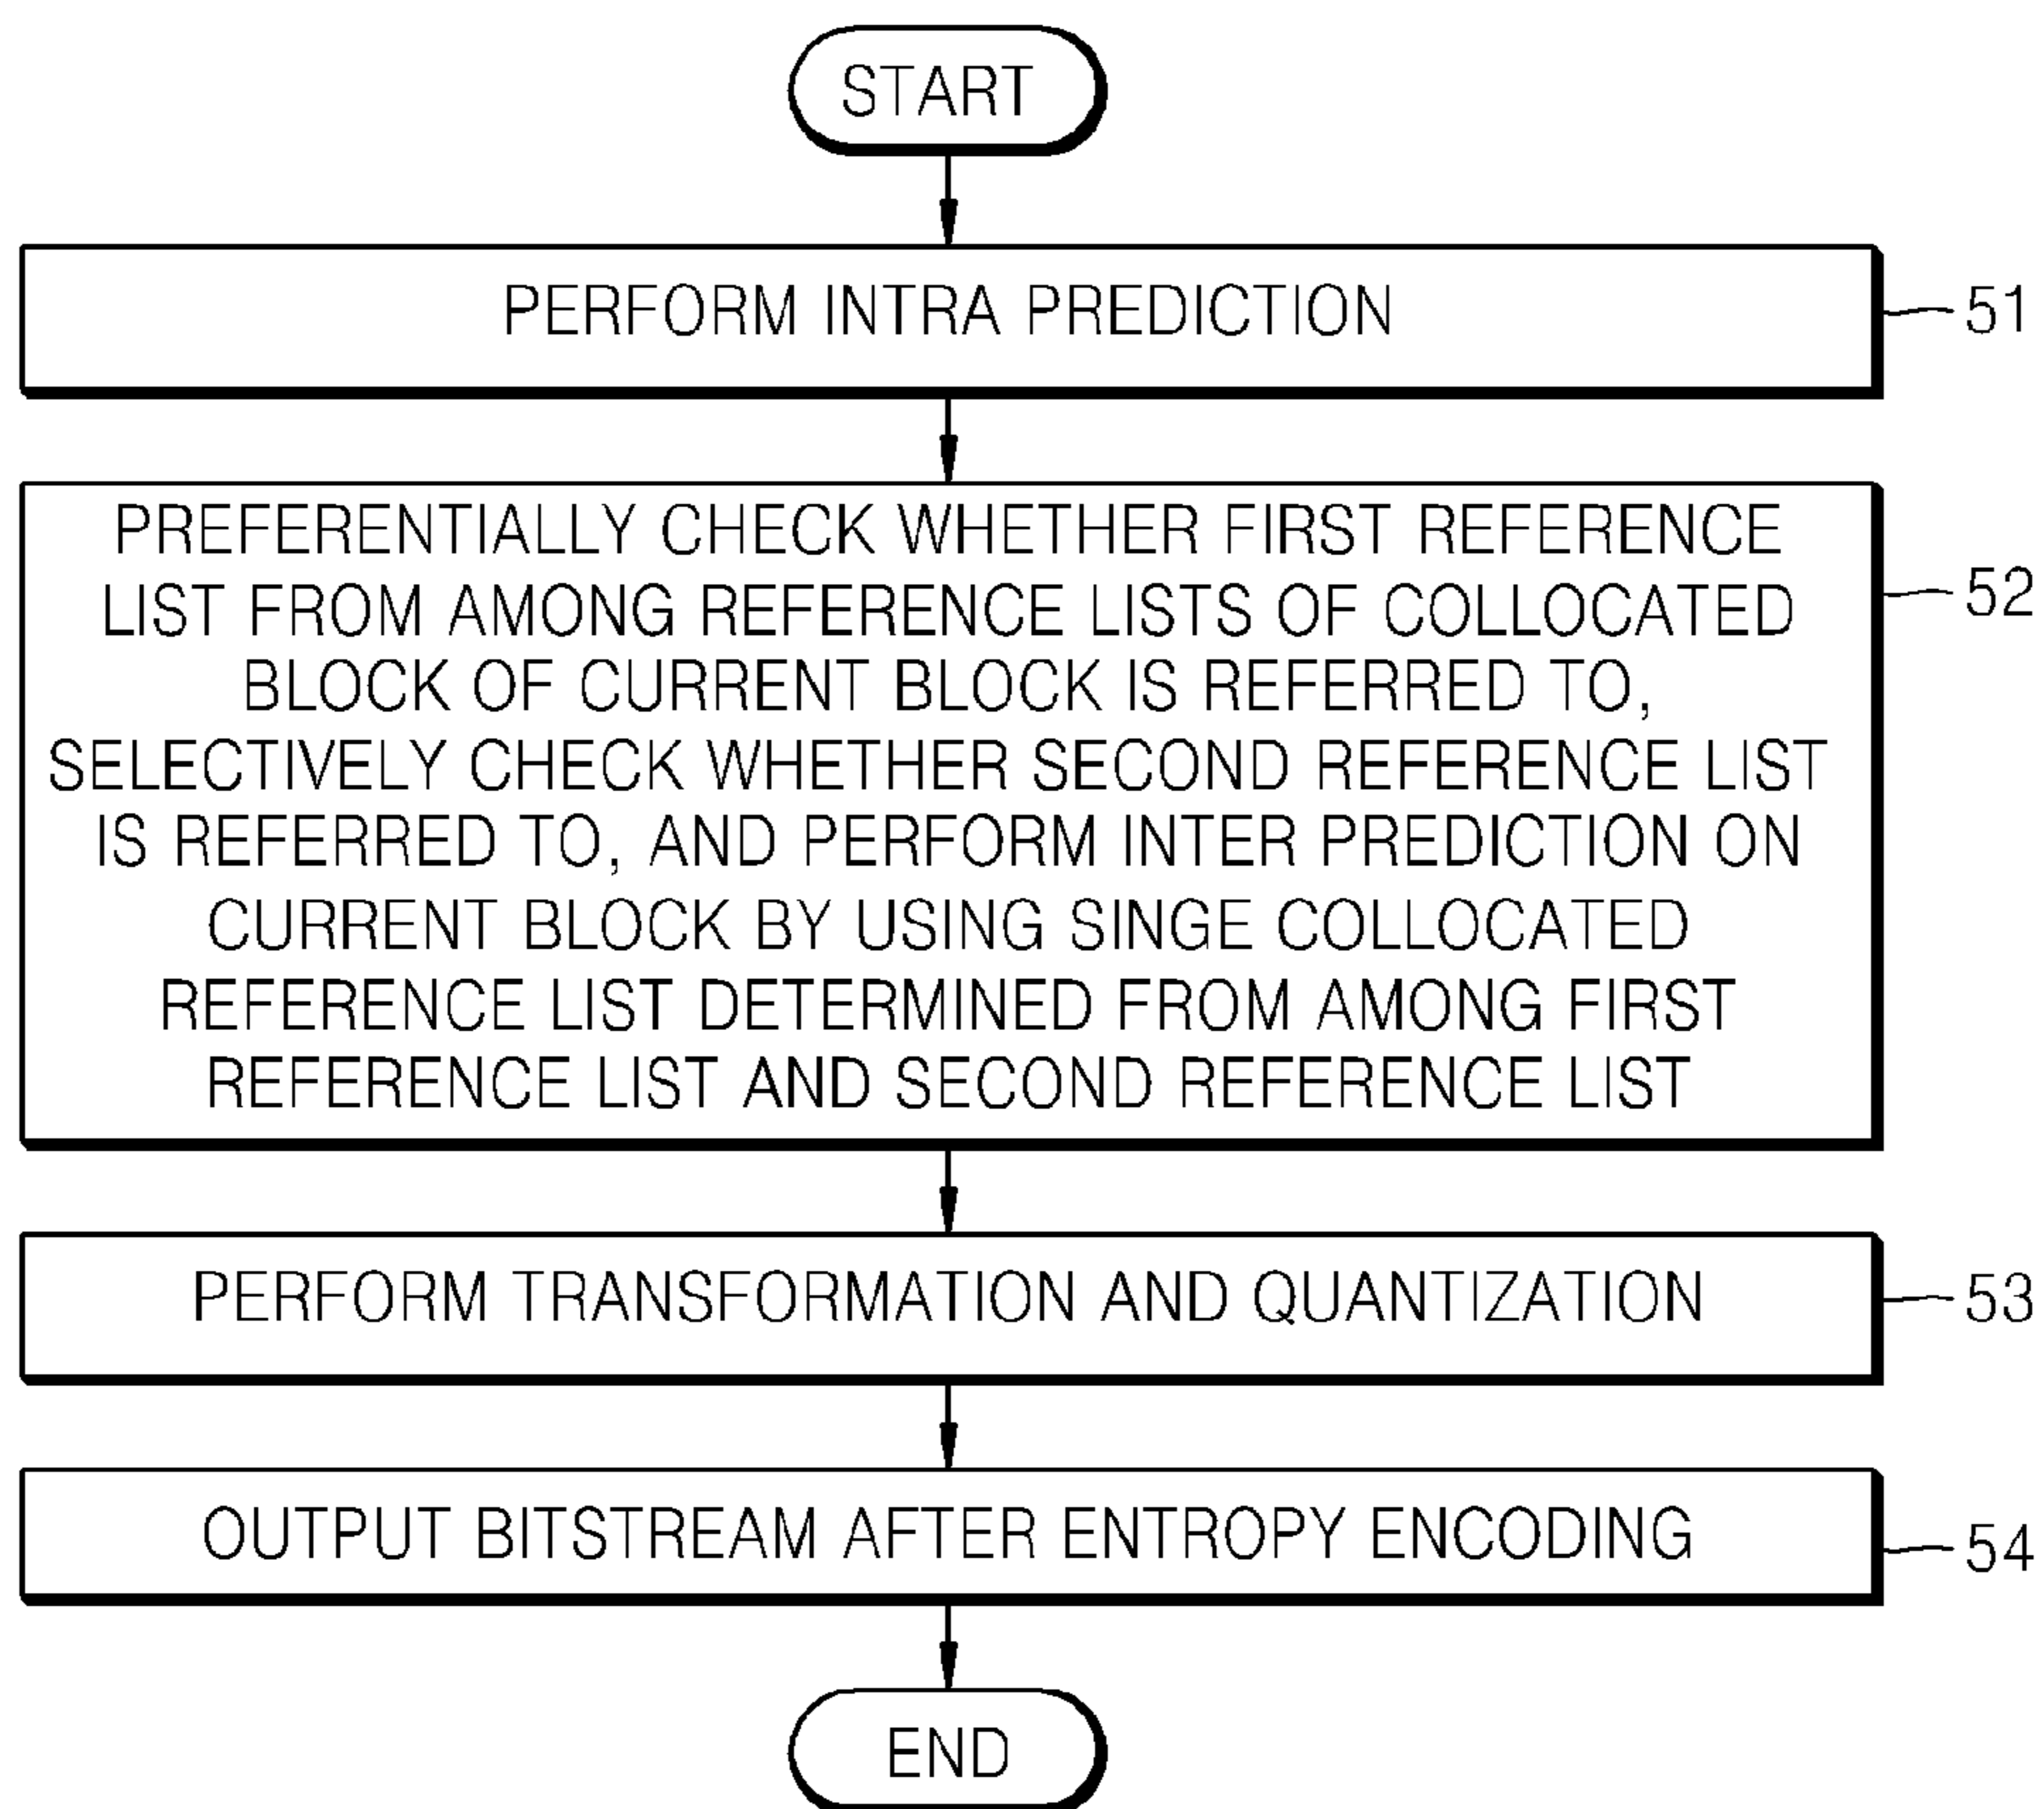 START
PERFORM INTRA PREDICTION
51
PREFERENTIALLY CHECK WHETHER FIRST REFERENCE
LIST FROM AMONG REFERENCE LISTS OF COLLOCATED
BLOCK OF CURRENT BLOCK IS REFERRED TO,
SELECTIVELY CHECK WHETHER SECOND REFERENCE LIST
IS REFERRED TO, AND PERFORM INTER PREDICTION ON
CURRENT BLOCK BY USING SINGE COLLOCATED
REFERENCE LIST DETERMINED FROM AMONG FIRST
REFERENCE LIST AND SECOND REFERENCE LIST
52
PERFORM TRANSFORMATION AND QUANTIZATION
53
OUTPUT BITSTREAM AFTER ENTROPY ENCODING
54
END